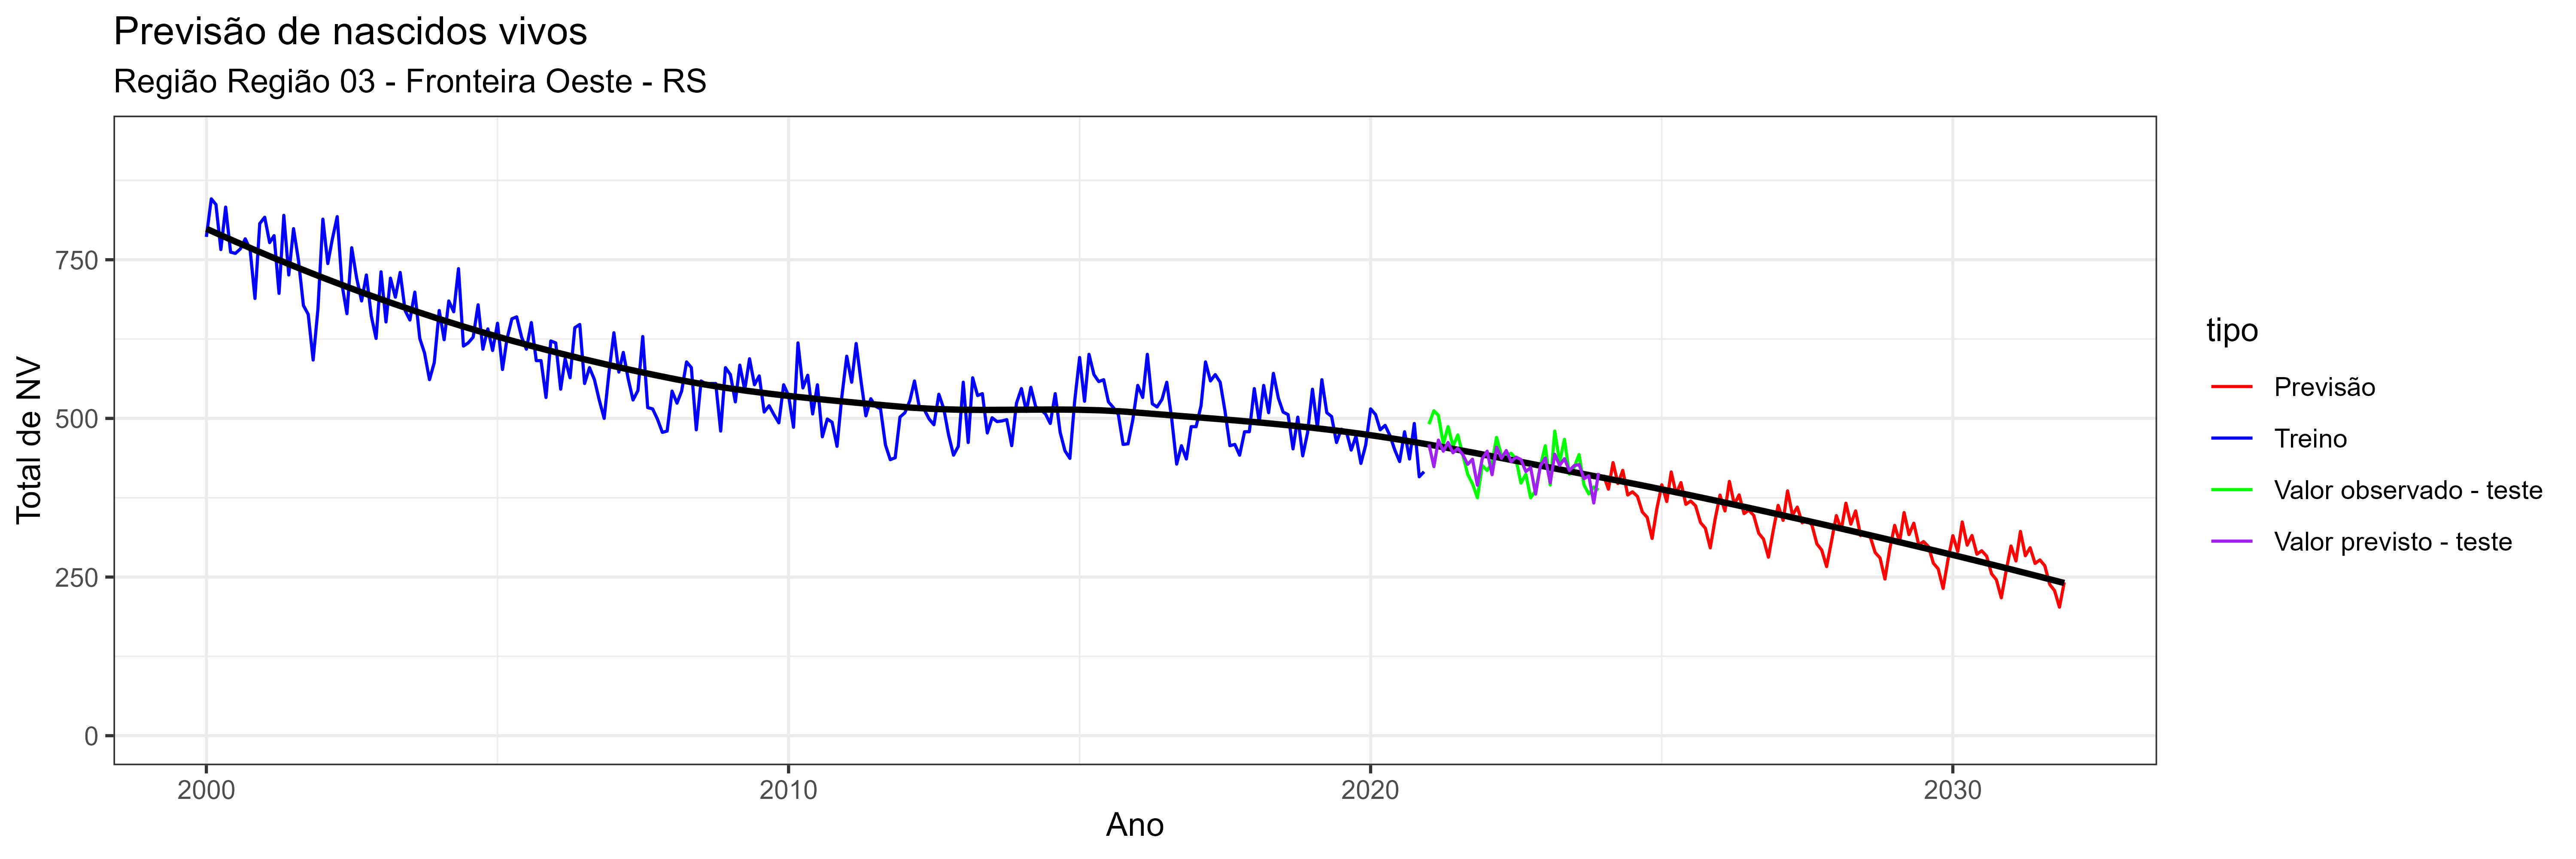 Previsão de nascidos vivos
Região Região 03 - Fronteira Oeste - RS
Total de NV
750
500
250
0
2000
2010
2020
2030
Ano
tipo
Previsão
Treino
Valor observado - teste
Valor previsto - teste